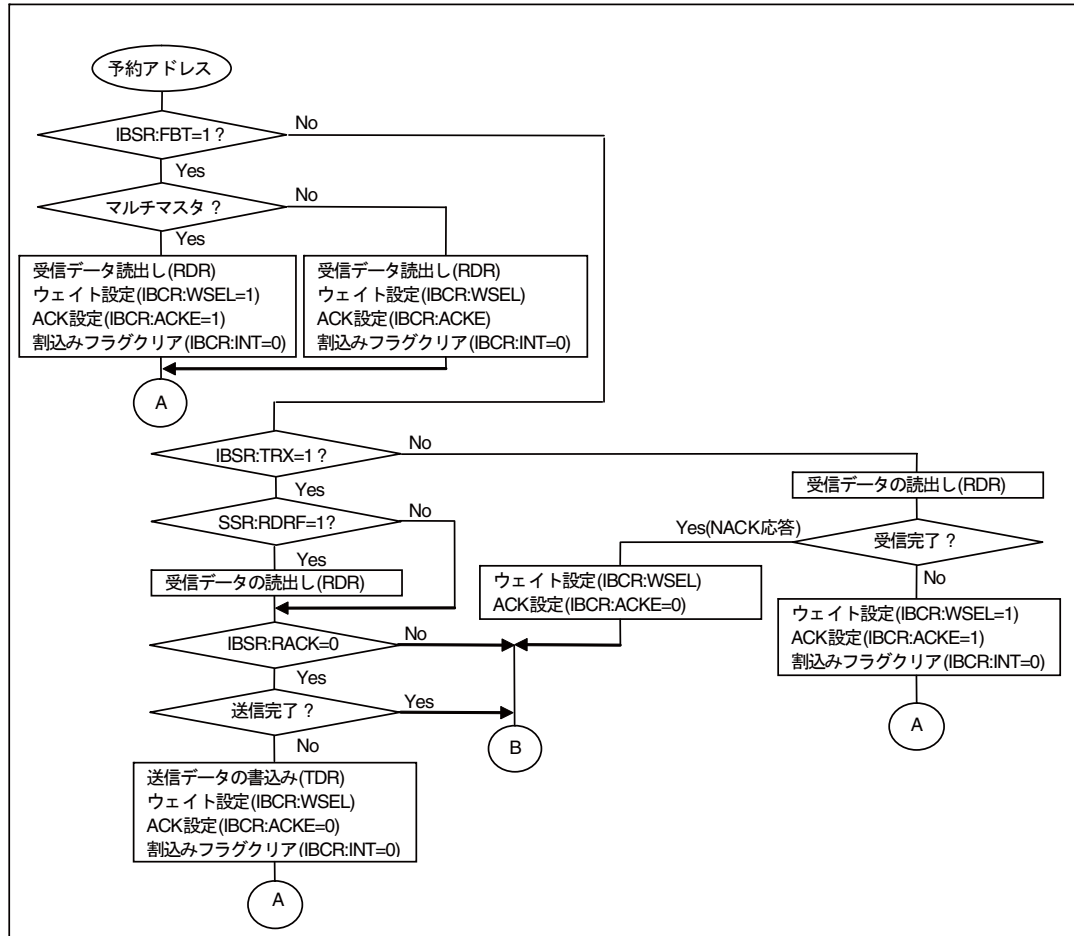 予約アドレス
IBSR:FBT=1？
No
Yes
マルチマスタ？
No
Yes
受信データ読出し(RDR)
ウェイト設定(IBCR:WSEL=1)
ACK設定(IBCR:ACKE=1)
割込みフラグクリア(IBCR:INT=0)
受信データ読出し(RDR)
ウェイト設定(IBCR:WSEL)
ACK設定(IBCR:ACKE)
割込みフラグクリア(IBCR:INT=0)
A
IBSR:TRX=1？
No
Yes
SSR:RDRF=1?
No
Yes
受信データの読出し(RDR)
IBSR:RACK=0
No
Yes
送信完了？
Yes
No
送信データの書込み(TDR)
ウェイト設定(IBCR:WSEL)
ACK設定(IBCR:ACKE=0)
割込みフラグクリア(IBCR:INT=0)
A
受信データの読出し(RDR)
受信完了？
Yes(NACK応答)
No
ウェイト設定(IBCR:WSEL)
ACK設定(IBCR:ACKE=0)
B
ウェイト設定(IBCR:WSEL=1)
ACK設定(IBCR:ACKE=1)
割込みフラグクリア(IBCR:INT=0)
A